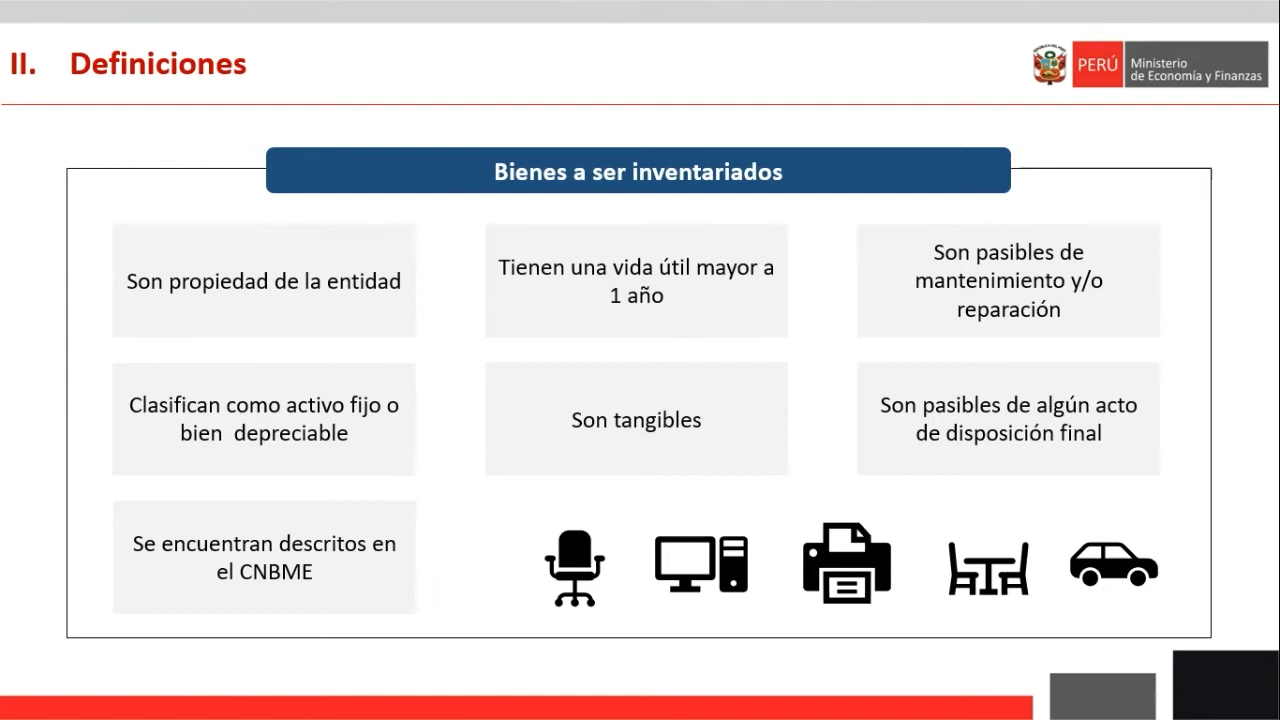 II. Definiciones
PERÚ
Ministerio
de Economía y Finanzas
Bienes a ser inventariados
Son propiedad de la entidad
Tienen una vida útil mayor a
1 año
Son pasibles de
mantenimiento y/o
reparación
Clasifican como activo fijo o
bien depreciable
Son tangibles
Son pasibles de algún acto
de disposición final
Se encuentran descritos en
el CNBME